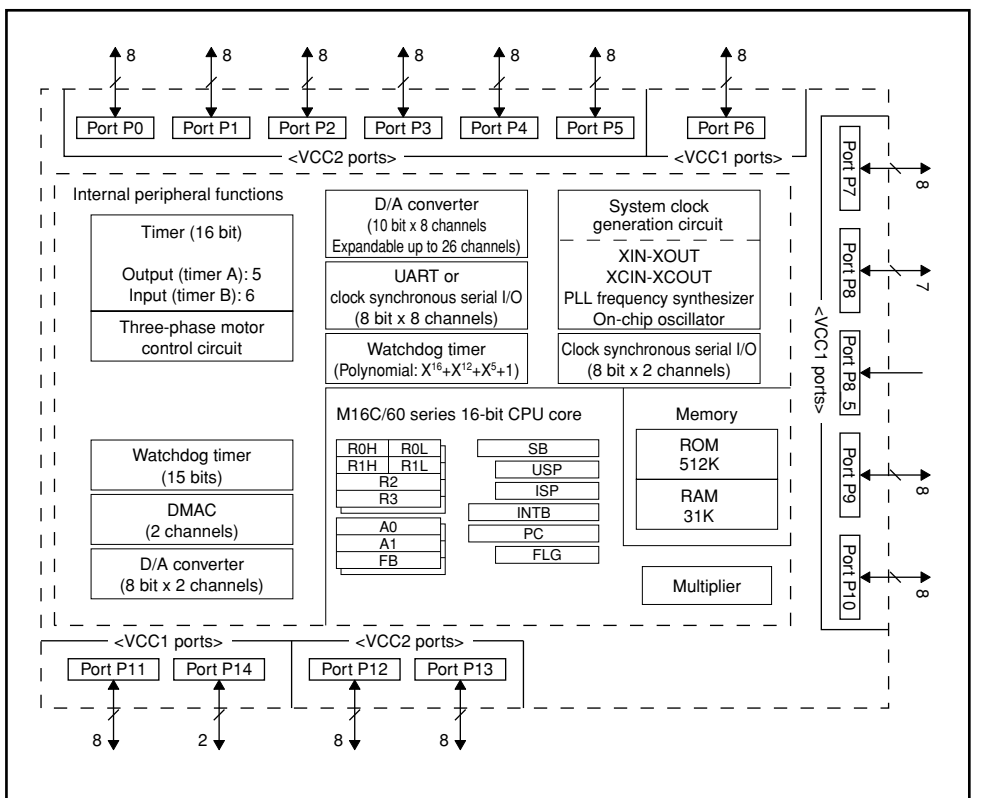 8 8 8 8 8 8 8
Port P0 Port P1 Port P2 Port P3 Port P4 Port P5 Port P6
<VCC2 ports> <VCC1 ports>
Internal peripheral functions
Timer (16 bit)
Output (timer A): 5
Input (timer B): 6
Three-phase motor
control circuit
Watchdog timer
(15 bits)
DMAC
(2 channels)
D/A converter
(8 bit x 2 channels)
D/A converter
(10 bit x 8 channels
Expandable up to 26 channels)
UART or
clock synchronous serial I/O
(8 bit x 8 channels)
Watchdog timer
(Polynomial: X¹⁶+X¹²+X⁵+1)
System clock
generation circuit
XIN-XOUT
XCIN-XCOUT
PLL frequency synthesizer
On-chip oscillator
Clock synchronous serial I/O
(8 bit x 2 channels)
M16C/60 series 16-bit CPU core
R0H R0L
R1H R1L
R2
R3
A0
A1
FB
SB
USP
ISP
INTB
PC
FLG
Memory
ROM
512K
RAM
31K
Multiplier
<VCC1 ports>
Port P7
8
Port P8
7
Port P8_5
Port P9
8
Port P10
8
<VCC1 ports> <VCC2 ports>
Port P11 Port P14 Port P12 Port P13
8 2 8 8